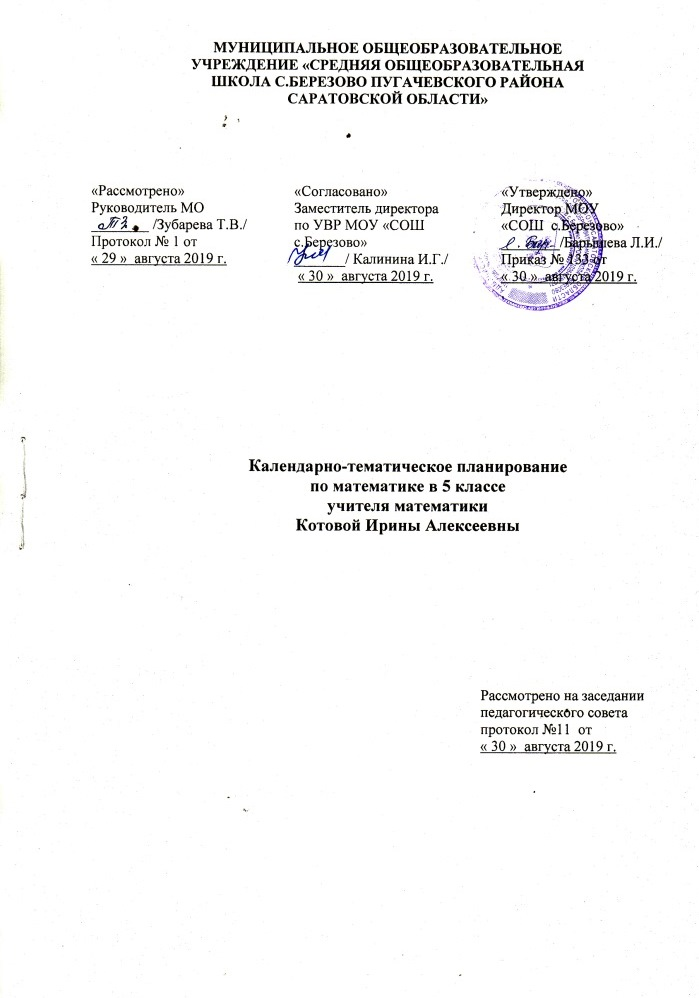 МУНИЦИПАЛЬНОЕ ОБЩЕОБРАЗОВАТЕЛЬНОЕ
УЧРЕЖДЕНИЕ «СРЕДНЯЯ ОБЩЕОБРАЗОВАТЕЛЬНАЯ
ШКОЛА С.БЕРЕЗОВО ПУГАЧЕВСКОГО РАЙОНА
САРАТОВСКОЙ ОБЛАСТИ»
«Рассмотрено»
Руководитель МО
/Зубарева Т.В./
Протокол № 1 от
« 29 » августа 2019 г.
«Согласовано»
Заместитель директора
по УВР МОУ «СОШ
с.Березово»
/ Калинина И.Г./
« 30 » августа 2019 г.
«Утверждено»
Директор МОУ
«СОШ с.Березово»
/Барышева Л.И./
Приказ № 133 от
« 30 » августа 2019 г.
Календарно-тематическое планирование
по математике в 5 классе
учителя математики
Котовой Ирины Алексеевны
Рассмотрено на заседании
педагогического совета
протокол №11 от
« 30 » августа 2019 г.